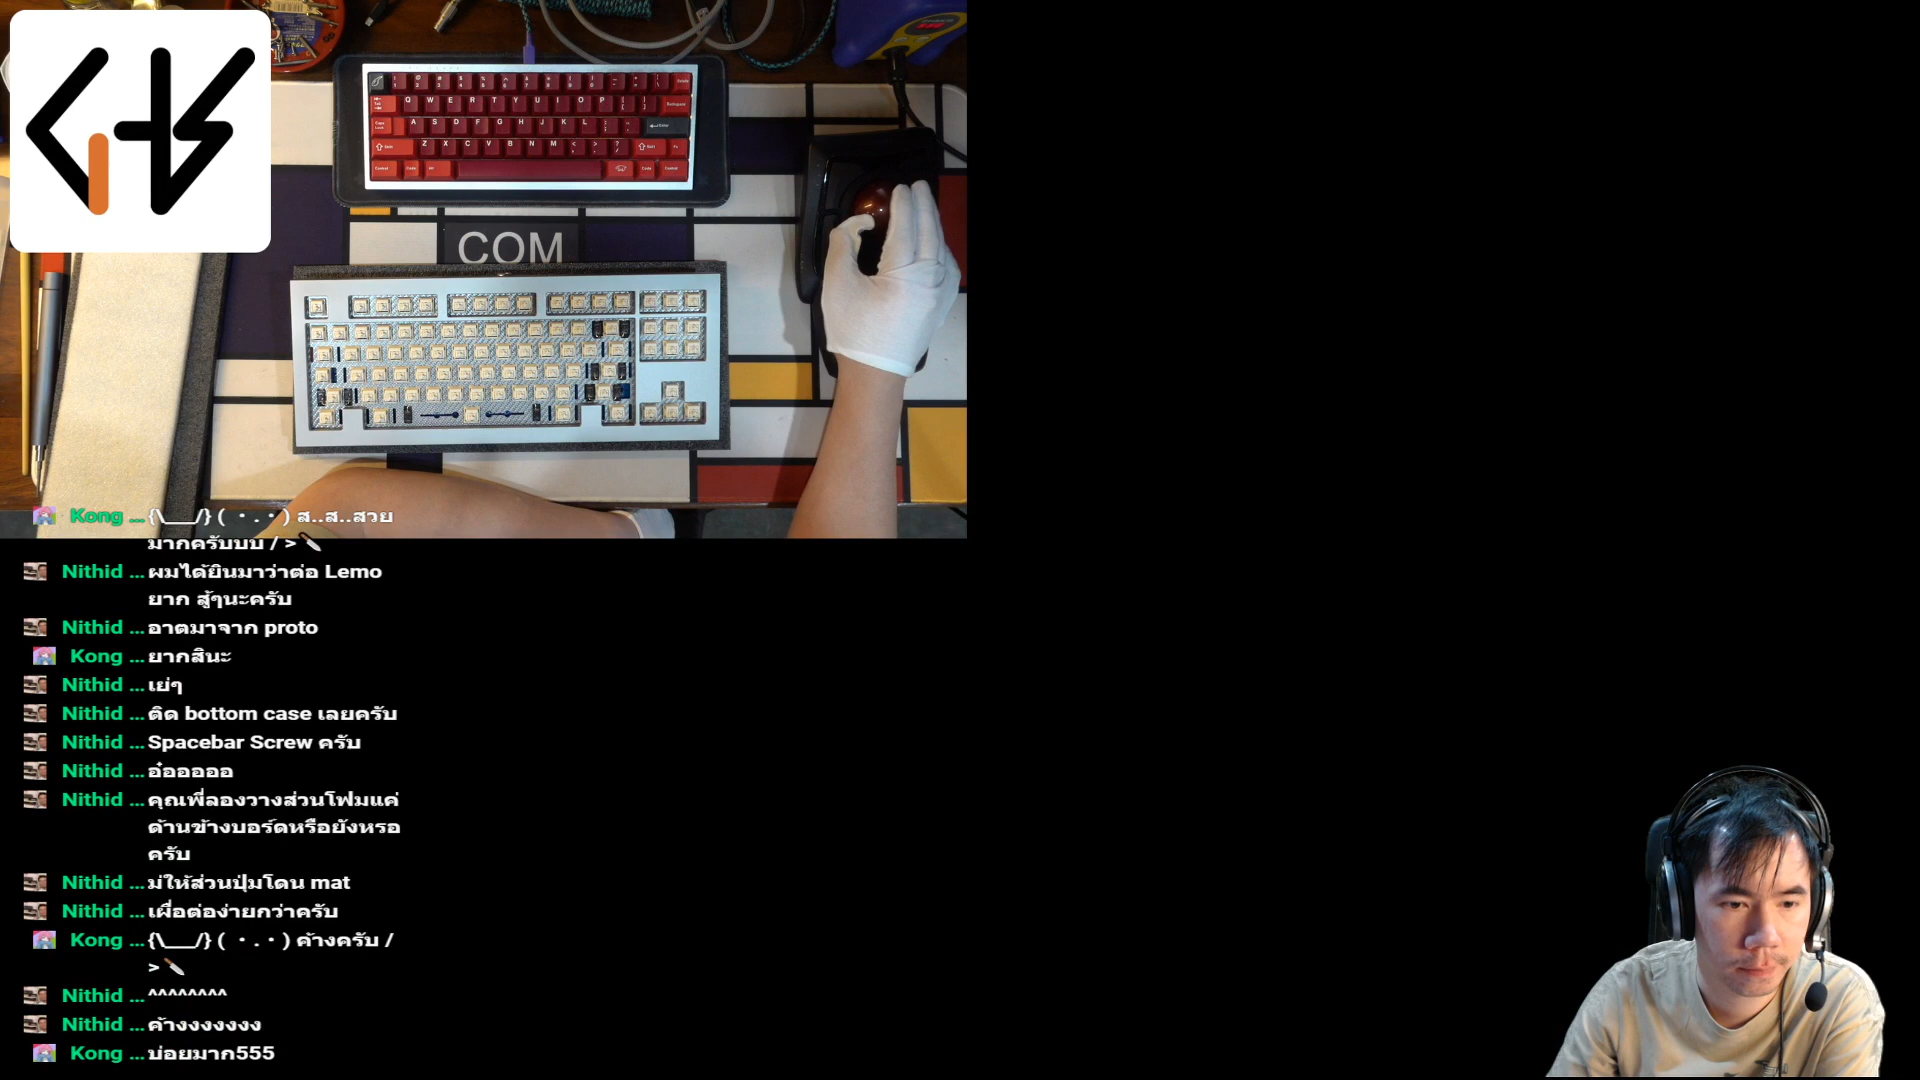 COM
Kong ... {\___/} ( ・.・) ส..ส..สวย
มากครับบบ / > 🔪
Nithid ... ผมได้ยินมาว่าต่อ Lemo
ยาก สู้ๆนะครับ
Nithid ... อาตมาจาก proto
Kong ... ยากสินะ
Nithid ... เย่ๆ
Nithid ... ติด bottom case เลยครับ
Nithid ... Spacebar Screw ครับ
Nithid ... อ๋อออออ
Nithid ... คุณพี่ลองวางส่วนโฟมแค่
ด้านข้างบอร์ดหรือยังหรอ
ครับ
Nithid ... ม่ให้ส่วนปุ่มโดน mat
Nithid ... เผื่อต่อง่ายกว่าครับ
Kong ... {\___/} ( ・.・) ค้างครับ /
> 🔪
Nithid ... ^^^^^^^^
Nithid ... ค้างงงงงงง
Kong ... บ่อยมาก555